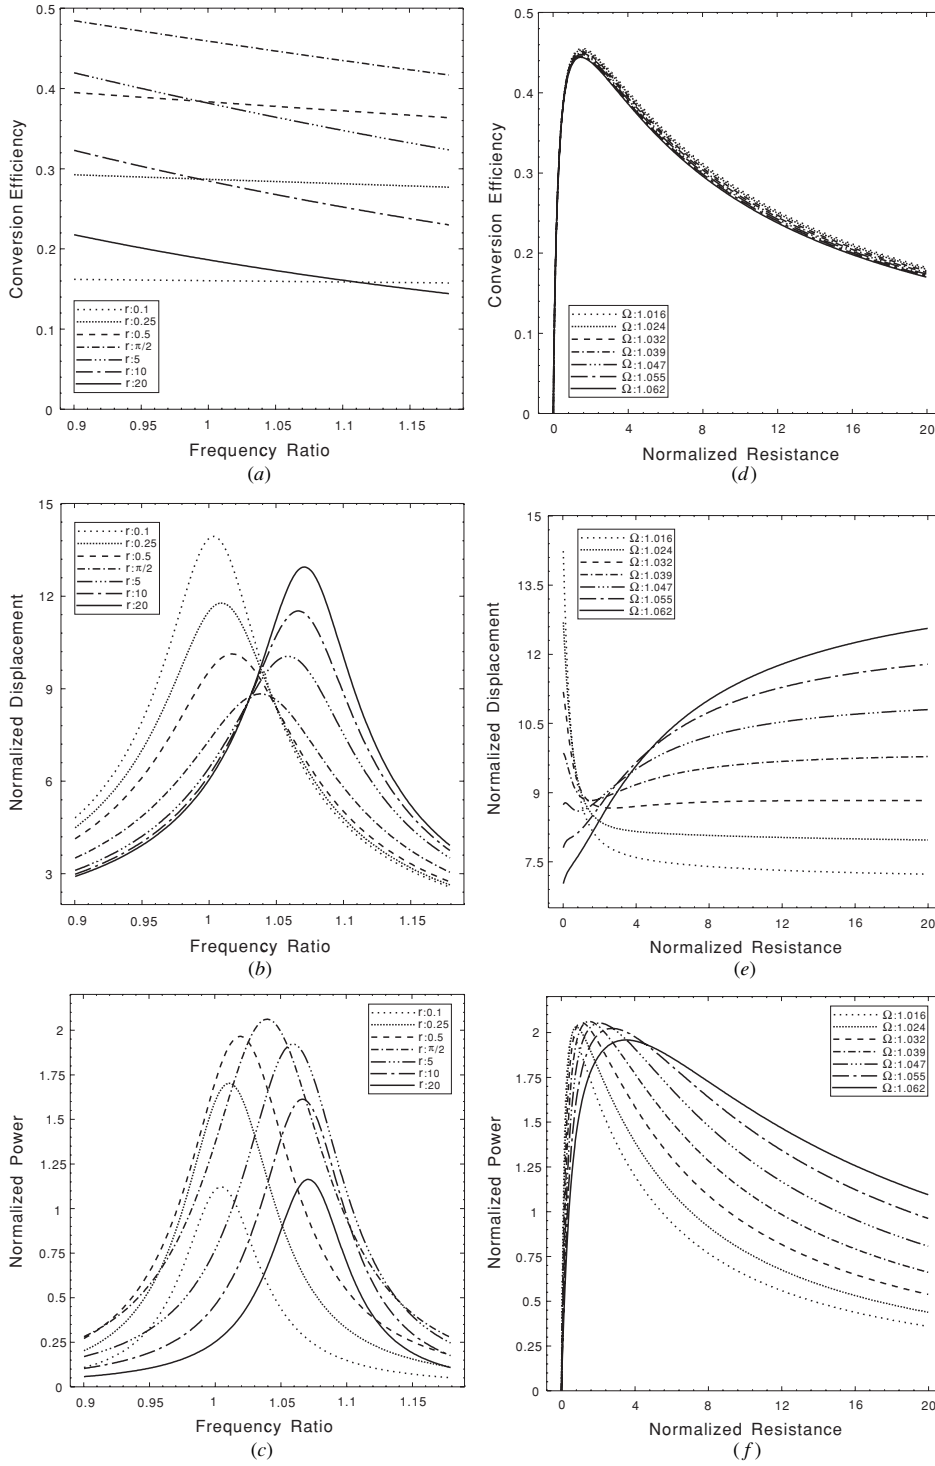 0.5
0.4
0.3
0.2
0.1
0
Conversion Efficiency
r:0.1
r:0.25
r:0.5
r:π/2
r:5
r:10
r:20
0.9 0.95 1 1.05 1.1 1.15
Frequency Ratio
(a)
0.5
0.4
0.3
0.2
0.1
0
Conversion Efficiency
Ω:1.016
Ω:1.024
Ω:1.032
Ω:1.039
Ω:1.047
Ω:1.055
Ω:1.062
0 4 8 12 16 20
Normalized Resistance
(d)
15
12
9
6
3
Normalized Displacement
r:0.1
r:0.25
r:0.5
r:π/2
r:5
r:10
r:20
0.9 0.95 1 1.05 1.1 1.15
Frequency Ratio
(b)
15
13.5
12
10.5
9
7.5
Normalized Displacement
Ω:1.016
Ω:1.024
Ω:1.032
Ω:1.039
Ω:1.047
Ω:1.055
Ω:1.062
0 4 8 12 16 20
Normalized Resistance
(e)
2
1.75
1.5
1.25
1
0.75
0.5
0.25
0
Normalized Power
r:0.1
r:0.25
r:0.5
r:π/2
r:5
r:10
r:20
0.9 0.95 1 1.05 1.1 1.15
Frequency Ratio
(c)
2
1.75
1.5
1.25
1
0.75
0.5
0.25
0
Normalized Power
Ω:1.016
Ω:1.024
Ω:1.032
Ω:1.039
Ω:1.047
Ω:1.055
Ω:1.062
0 4 8 12 16 20
Normalized Resistance
(f)